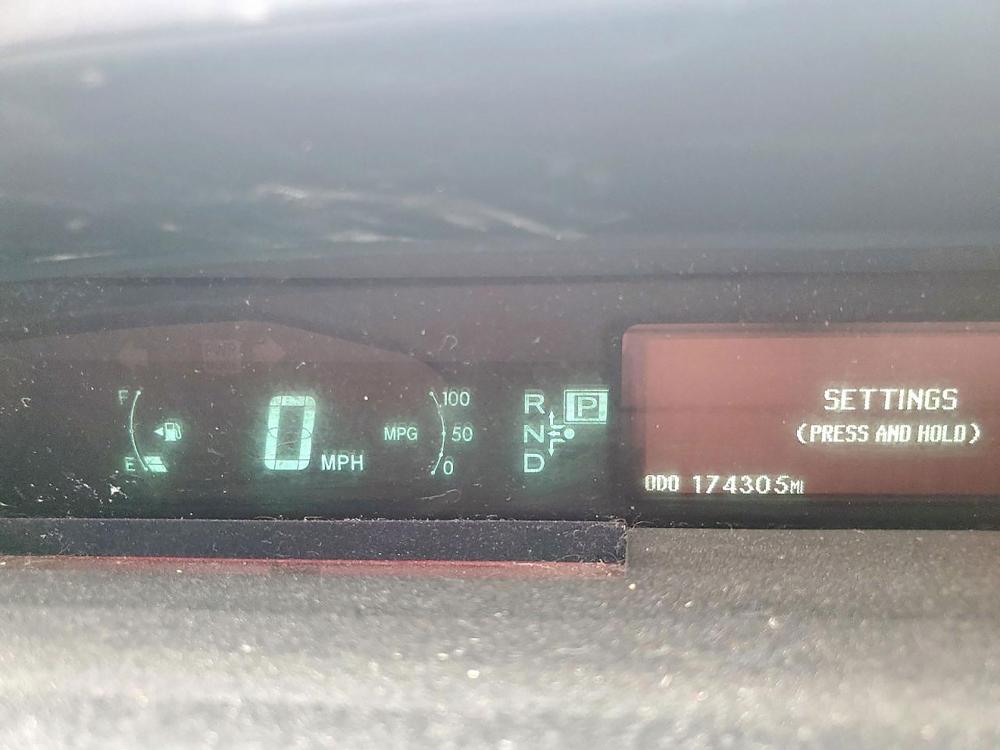 F
E
0
MPH
MPG
100
50
0
R
P
N
D
SETTINGS
(PRESS AND HOLD)
ODO 174305MI